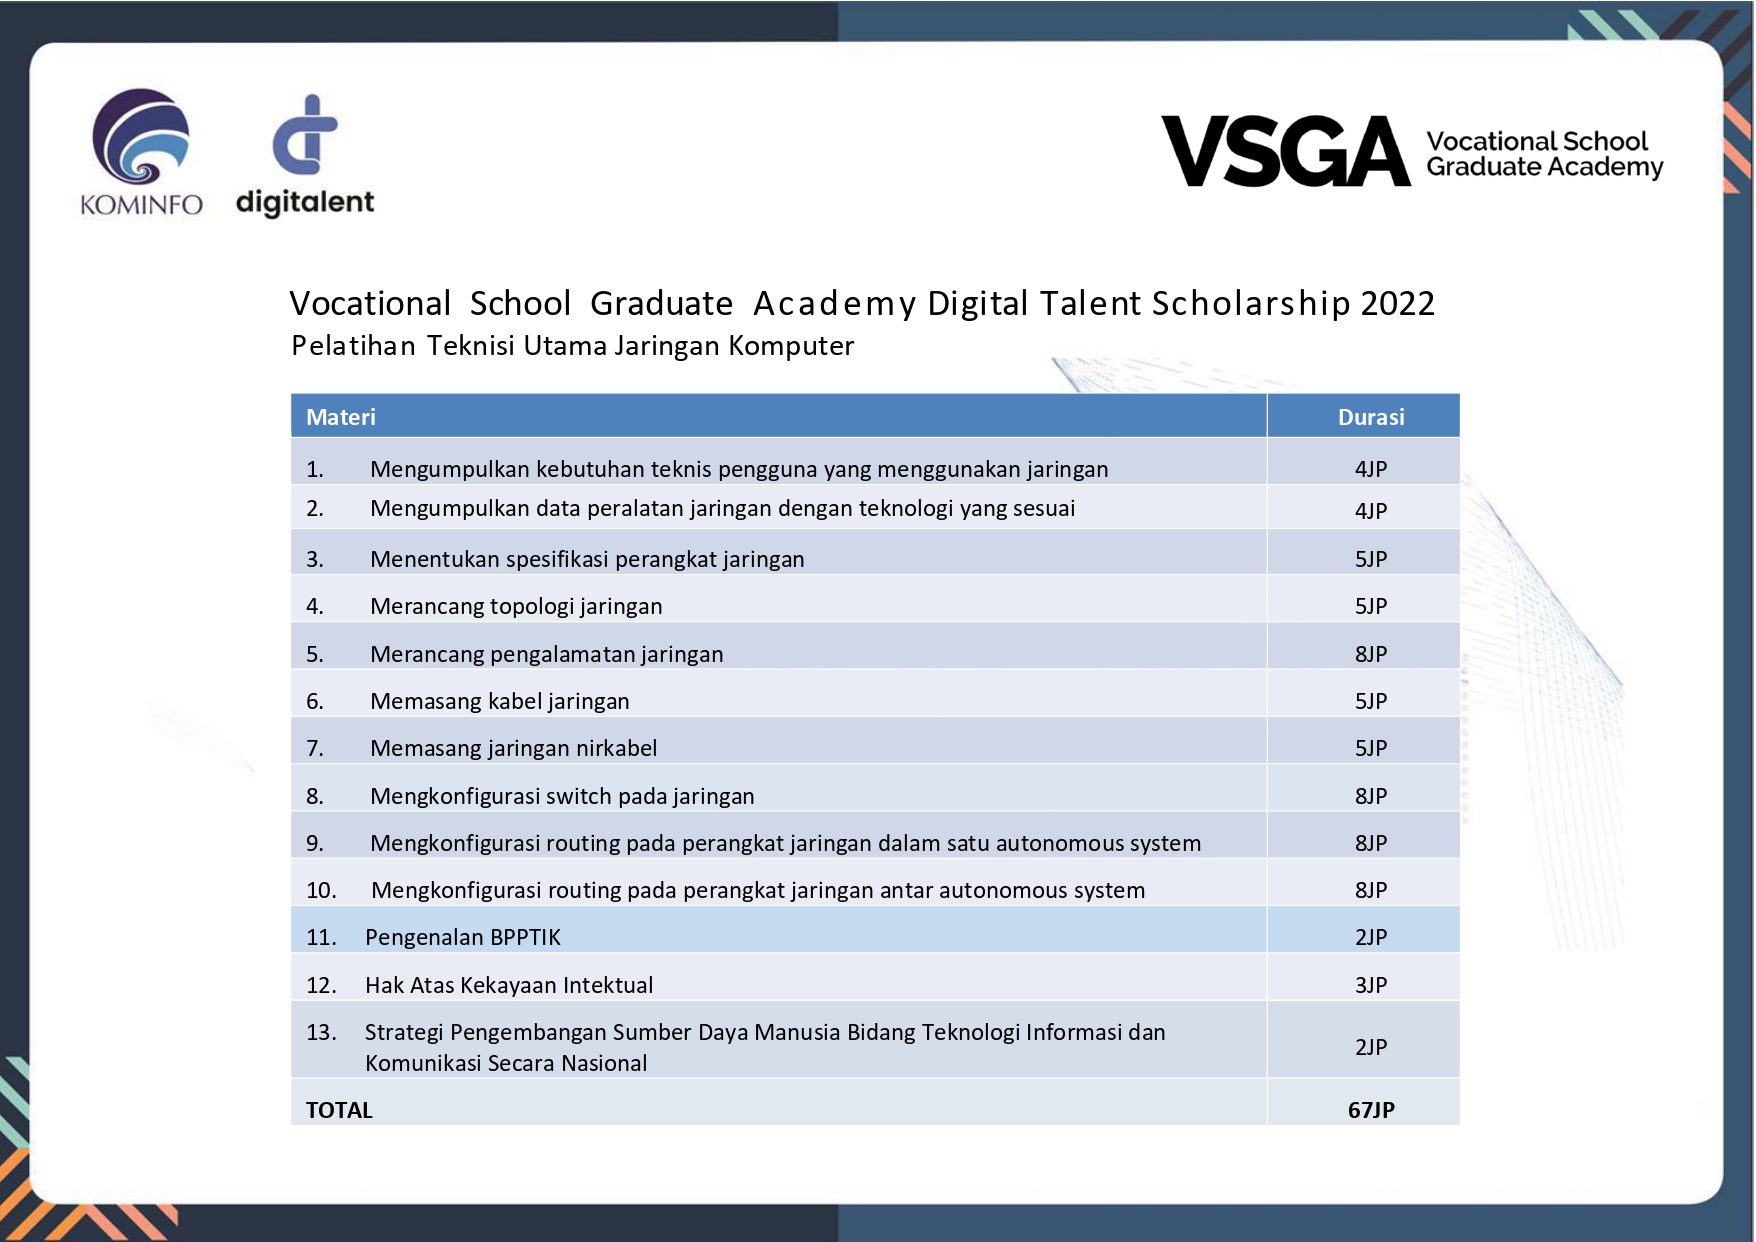 KOMINFO
digitalent
VSGA
Vocational School
Graduate Academy
Vocational School Graduate Academy Digital Talent Scholarship 2022
Pelatihan Teknisi Utama Jaringan Komputer
Materi Durasi
1. Mengumpulkan kebutuhan teknis pengguna yang menggunakan jaringan 4JP
2. Mengumpulkan data peralatan jaringan dengan teknologi yang sesuai 4JP
3. Menentukan spesifikasi perangkat jaringan 5JP
4. Merancang topologi jaringan 5JP
5. Merancang pengalamatan jaringan 8JP
6. Memasang kabel jaringan 5JP
7. Memasang jaringan nirkabel 5JP
8. Mengkonfigurasi switch pada jaringan 8JP
9. Mengkonfigurasi routing pada perangkat jaringan dalam satu autonomous system 8JP
10. Mengkonfigurasi routing pada perangkat jaringan antar autonomous system 8JP
11. Pengenalan BPPTIK 2JP
12. Hak Atas Kekayaan Intektual 3JP
13. Strategi Pengembangan Sumber Daya Manusia Bidang Teknologi Informasi dan
Komunikasi Secara Nasional 2JP
TOTAL 67JP